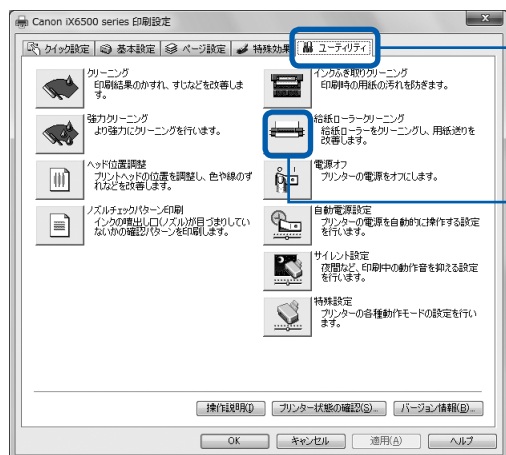 Canon iX6500 series 印刷設定
クイック設定 基本設定 ページ設定 特殊効果 ユーティリティ
クリーニング
印刷結果のかすれ、すじなどを改善しま
す。
強力クリーニング
より強力にクリーニングを行います。
ヘッド位置調整
プリントヘッドの位置を調整し、色や線のず
れなどを改善します。
ノズルチェックパターン印刷
インクの噴出し口(ノズル)が目づまりしてい
ないかの確認パターンを印刷します。
インクふき取りクリーニング
印刷時の用紙の汚れを防ぎます。
給紙ローラークリーニング
給紙ローラーをクリーニングし、用紙送りを
改善します。
電源オフ
プリンターの電源をオフにします。
自動電源設定
プリンターの電源を自動的に操作する設定
を行います。
サイレント設定
夜間など、印刷中の動作音を抑える設定
を行います。
特殊設定
プリンターの各種動作モードの設定を行い
ます。
操作説明(I) プリンター状態の確認(S)... バージョン情報(B)...
OK キャンセル 適用(A) ヘルプ